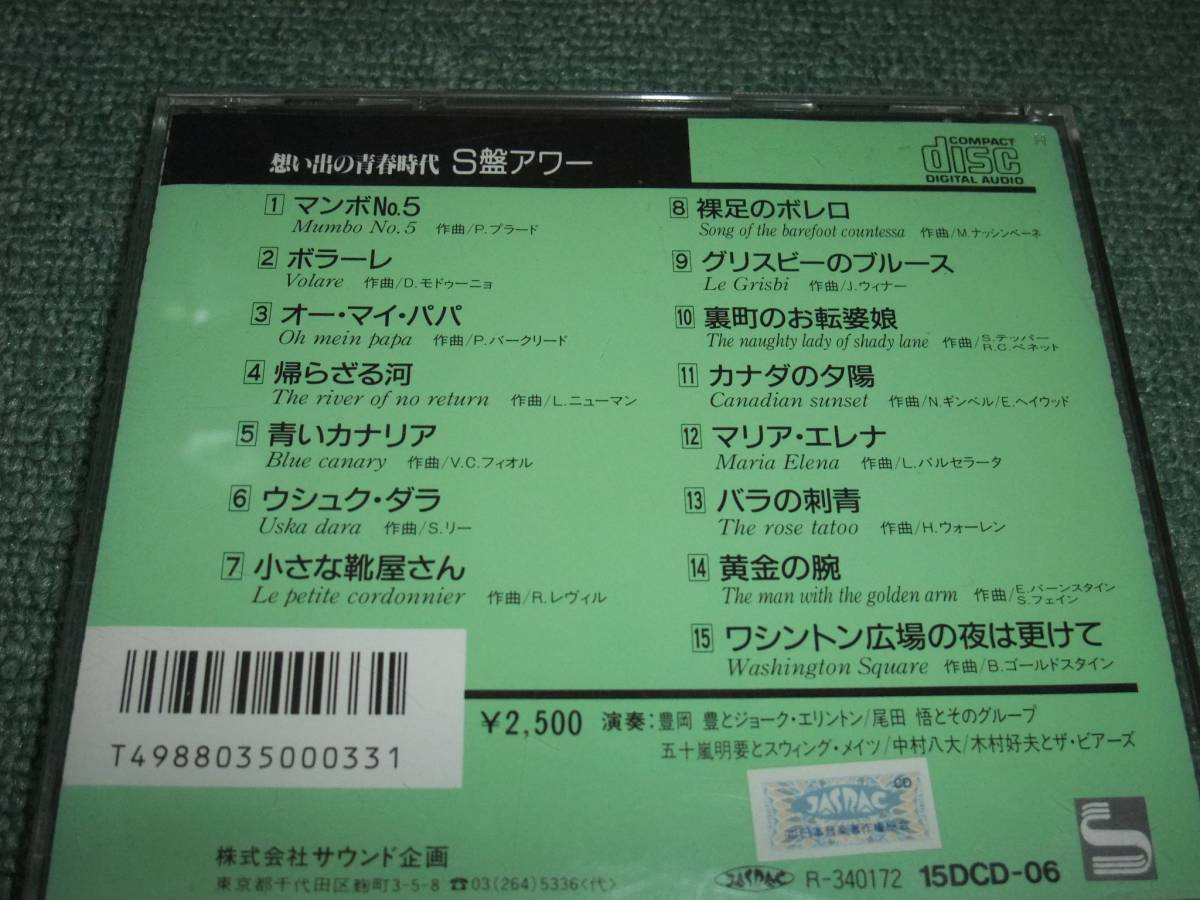 想い出の青春時代 S盤アワー
COMPACT
disc
DIGITAL AUDIO
1 マンボNo.5
Mumbo No.5 作曲/P.プラード
2 ボラーレ
Volare 作曲/D.モドゥーニョ
3 オー・マイ・パパ
Oh mein papa 作曲/P.バークリード
4 帰らざる河
The river of no return 作曲/L.ニューマン
5 青いカナリア
Blue canary 作曲/V.C.フィオル
6 ウシュク・ダラ
Uska dara 作曲/S.リー
7 小さな靴屋さん
Le petite cordonnier 作曲/R.レヴィル
8 裸足のボレロ
Song of the barefoot countessa 作曲/M.ナッシンベーネ
9 グリスビーのブルース
Le Grisbi 作曲/J.ウィナー
10 裏町のお転婆娘
The naughty lady of shady lane 作曲/S.テッパー
R.C.ベネット
11 カナダの夕陽
Canadian sunset 作曲/N.ギンベル/E.ヘイウッド
12 マリア・エレナ
Maria Elena 作曲/L.バルセラータ
13 バラの刺青
The rose tatoo 作曲/H.ウォーレン
14 黄金の腕
The man with the golden arm 作曲/E.バーンスタイン
S.フェイン
15 ワシントン広場の夜は更けて
Washington Square 作曲/B.ゴールドスタイン
T4988035000331
¥2,500 演奏:豊岡 豊とジョーク・エリントン/尾田 悟とそのグループ
五十嵐明要とスウィング・メイツ/中村八大/木村好夫とザ・ビアーズ
CD
JASRAC
日本音楽著作権協会
株式会社サウンド企画
東京都千代田区麹町3-5-8 ☎03(264)5336〈代〉
JASRAC R-340172 15DCD-06
S